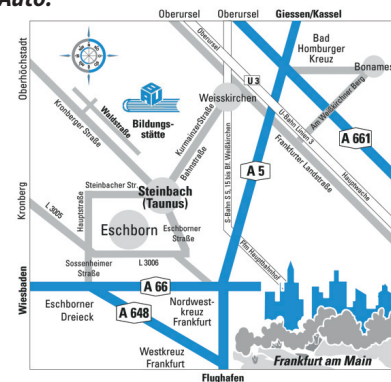 Auto:
Oberursel
Oberursel
Giessen/Kassel
Oberhöchstadt
Oberursel
Bad
Homburger
Kreuz
Bonames
U 3
Weisskirchen
Am Weißkirchner Berg
U-Bahn Linien 3
A 661
Waldstraße
Kronberger Straße
Bildungs-
stätte
Kurmainzer Straße
Bahnstraße
S-Bahn S 5, 15 bis Bf. Weißkirchen
A 5
Frankfurter Landstraße
Hauptwache
Steinbacher Str.
Steinbach
(Taunus)
Kronberg
L 3005
Hauptstraße
Eschborn
Eschborner
Straße
L 3006
Ffm Hauptbahnhof
Sossenheimer
Straße
Wiesbaden
A 66
Eschborner
Dreieck
A 648
Nordwest-
kreuz
Frankfurt
Westkreuz
Frankfurt
Frankfurt am Main
Flughafen